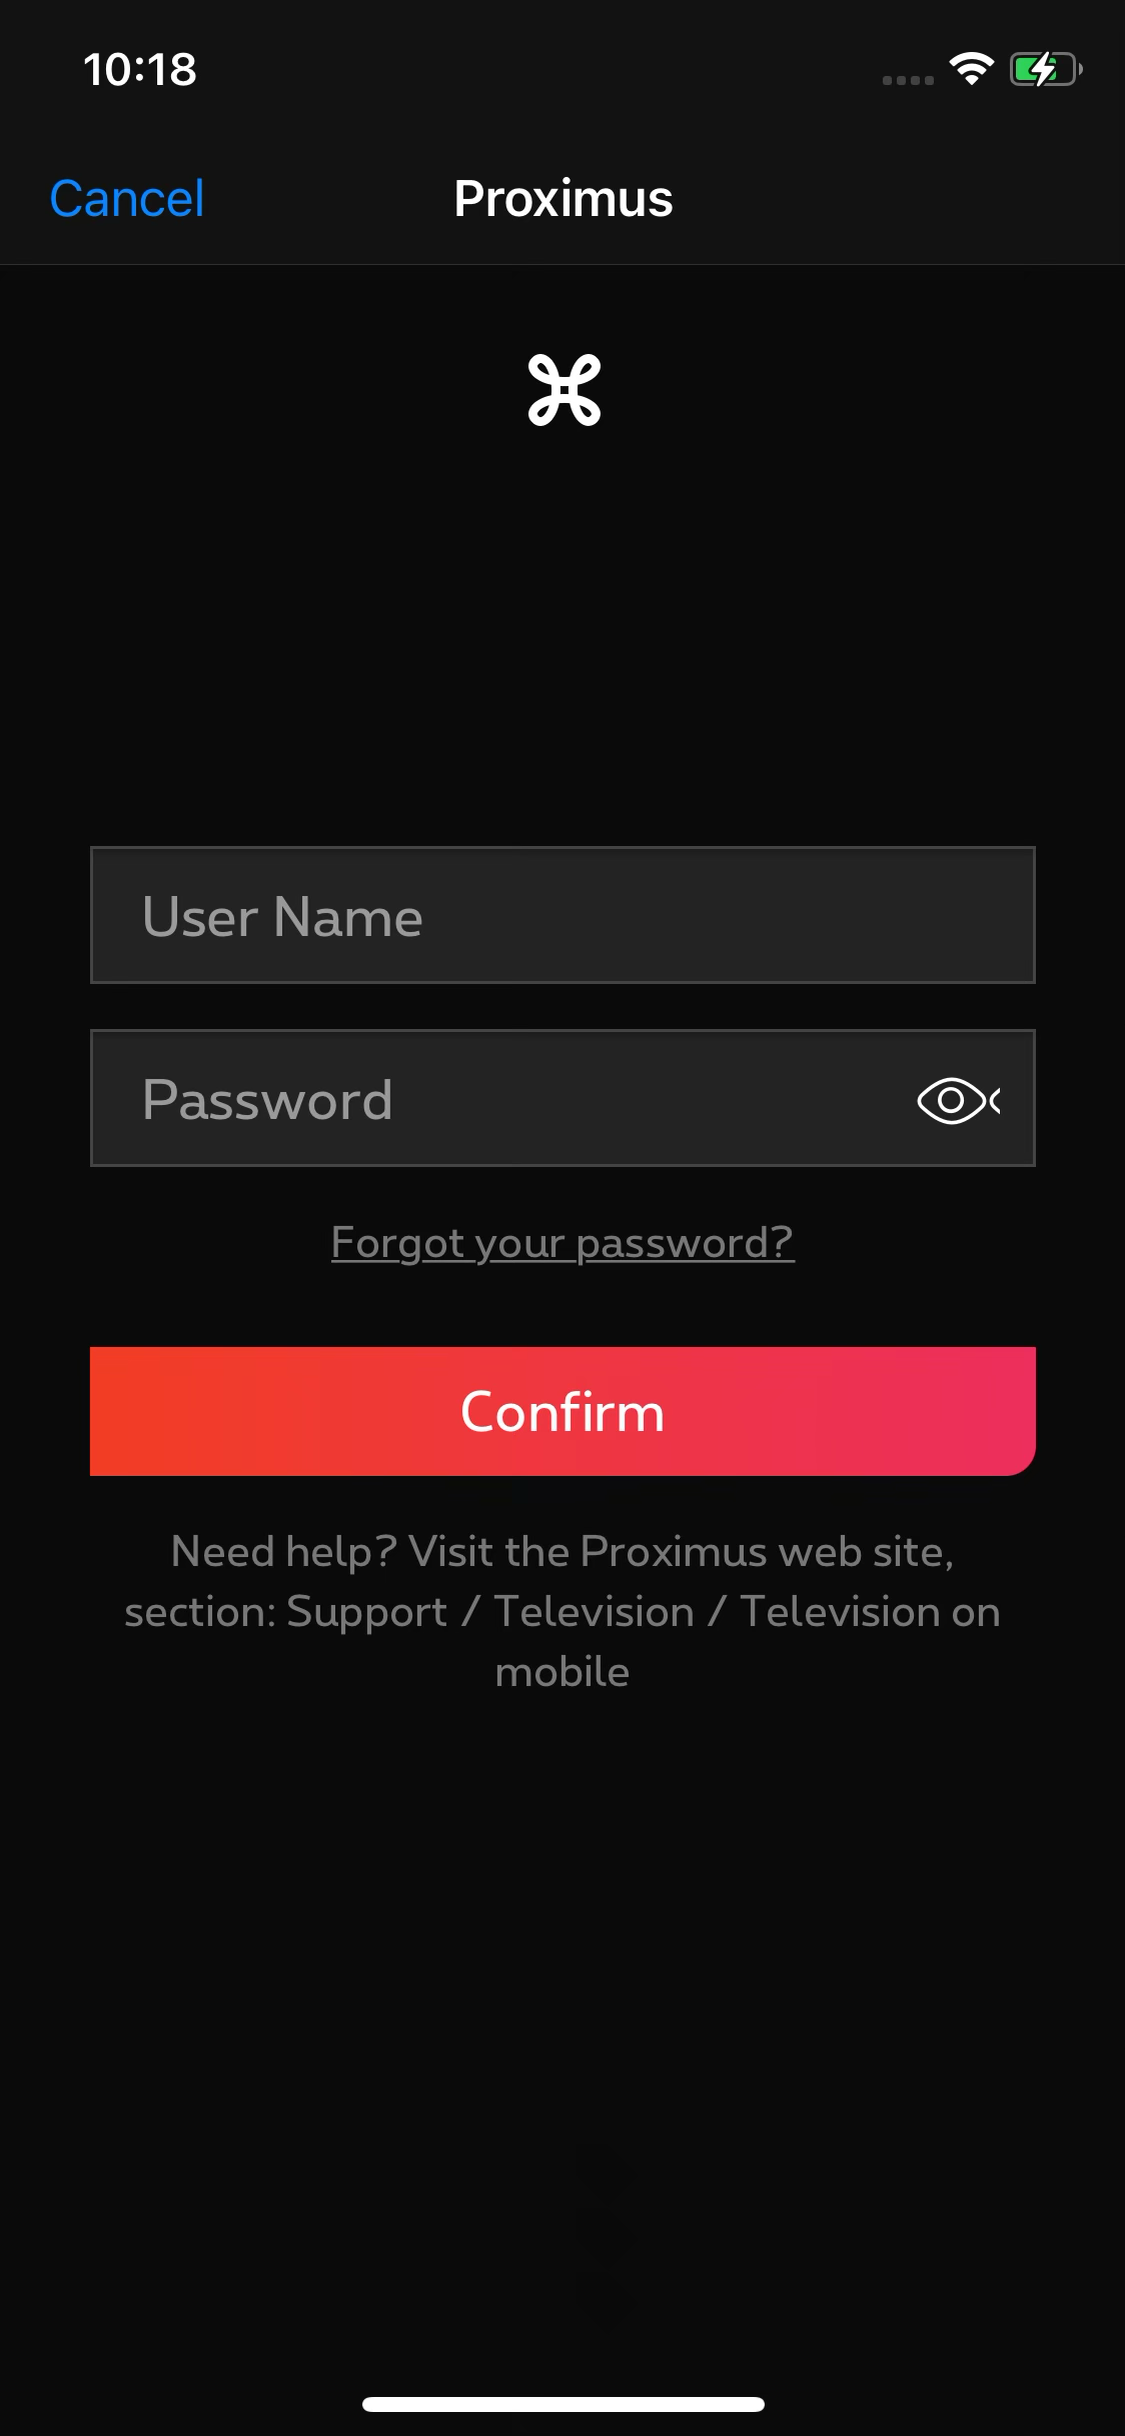 10:18
Cancel
Proximus
User Name
Password
Forgot your password?
Confirm
Need help? Visit the Proximus web site,
section: Support / Television / Television on
mobile